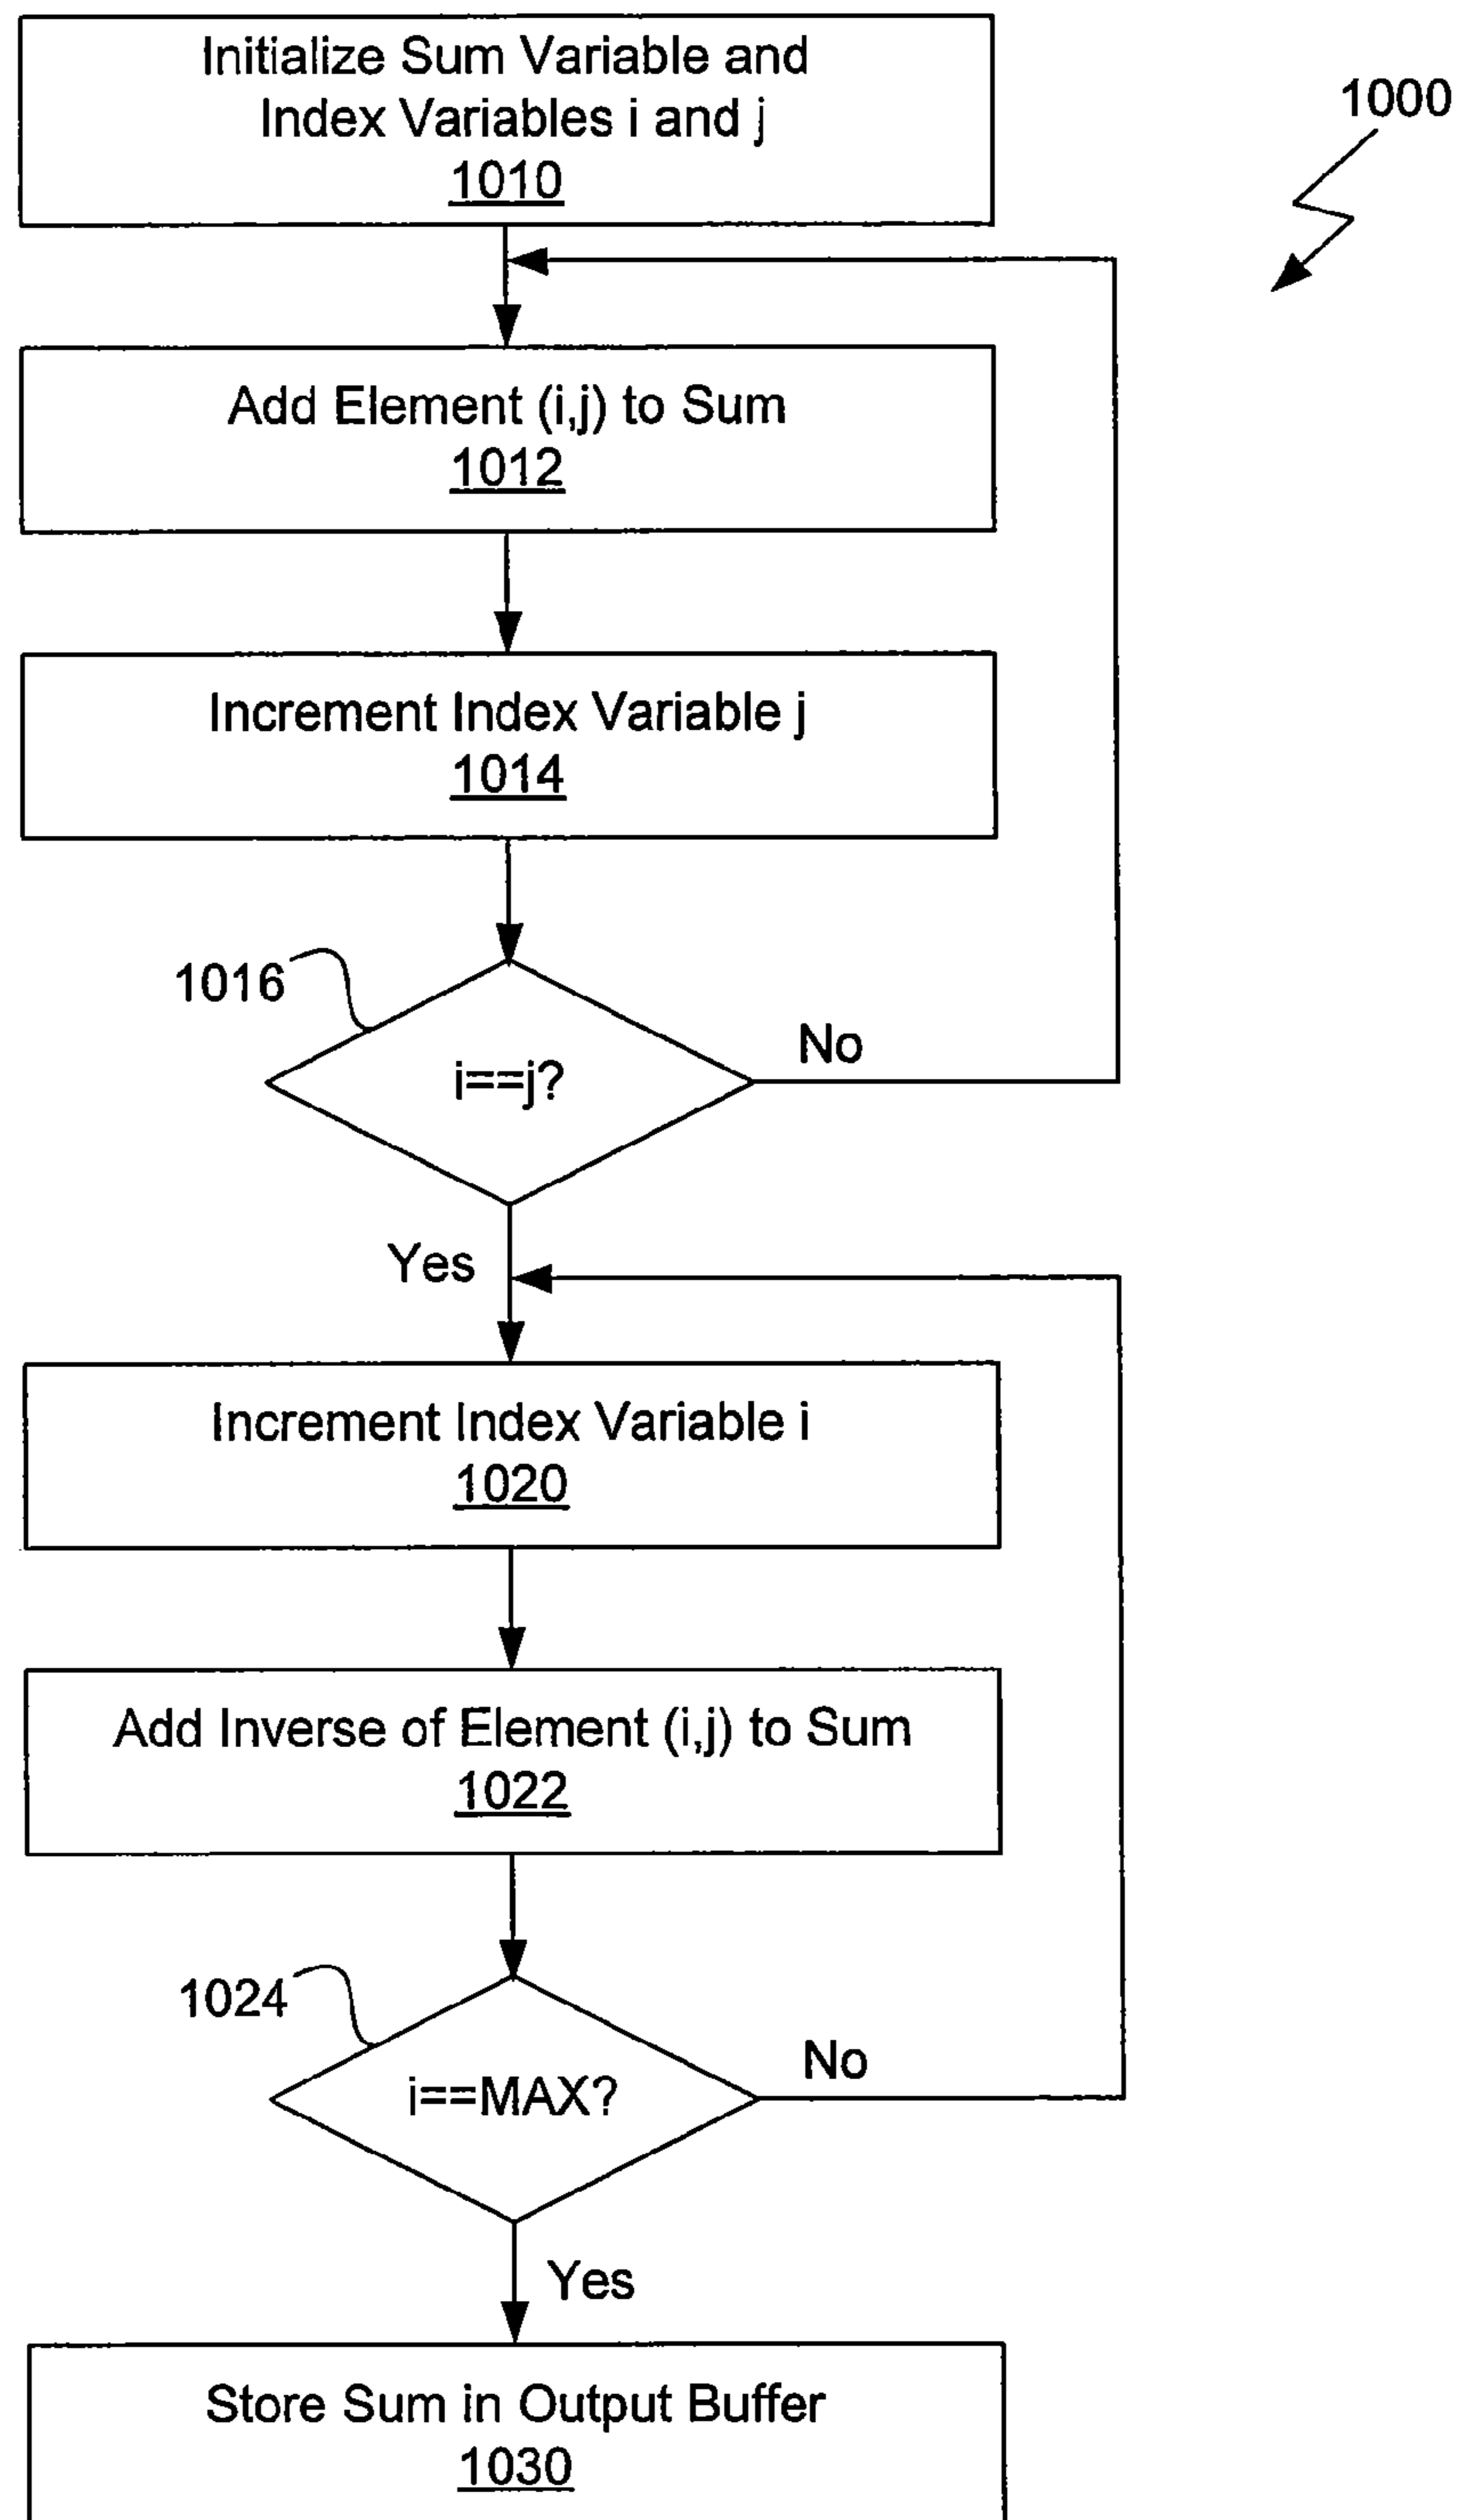 Initialize Sum Variable and
Index Variables i and j
1010
1000
Add Element (i,j) to Sum
1012
Increment Index Variable j
1014
1016
i==j?
No
Yes
Increment Index Variable i
1020
Add Inverse of Element (i,j) to Sum
1022
1024
i==MAX?
No
Yes
Store Sum in Output Buffer
1030